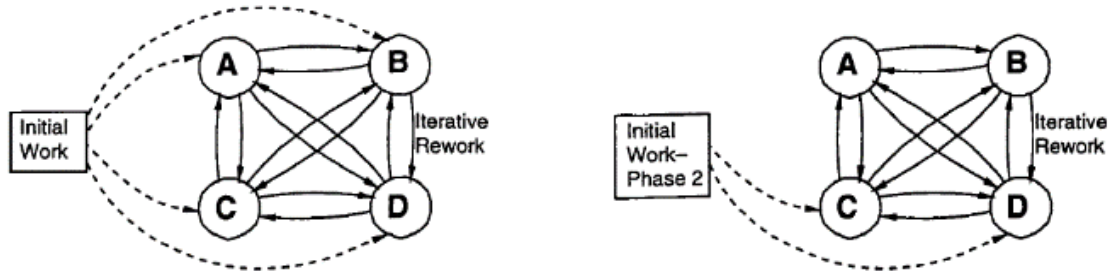 Initial
Work
A
B
C
D
Iterative
Rework
Initial
Work–
Phase 2
A
B
C
D
Iterative
Rework